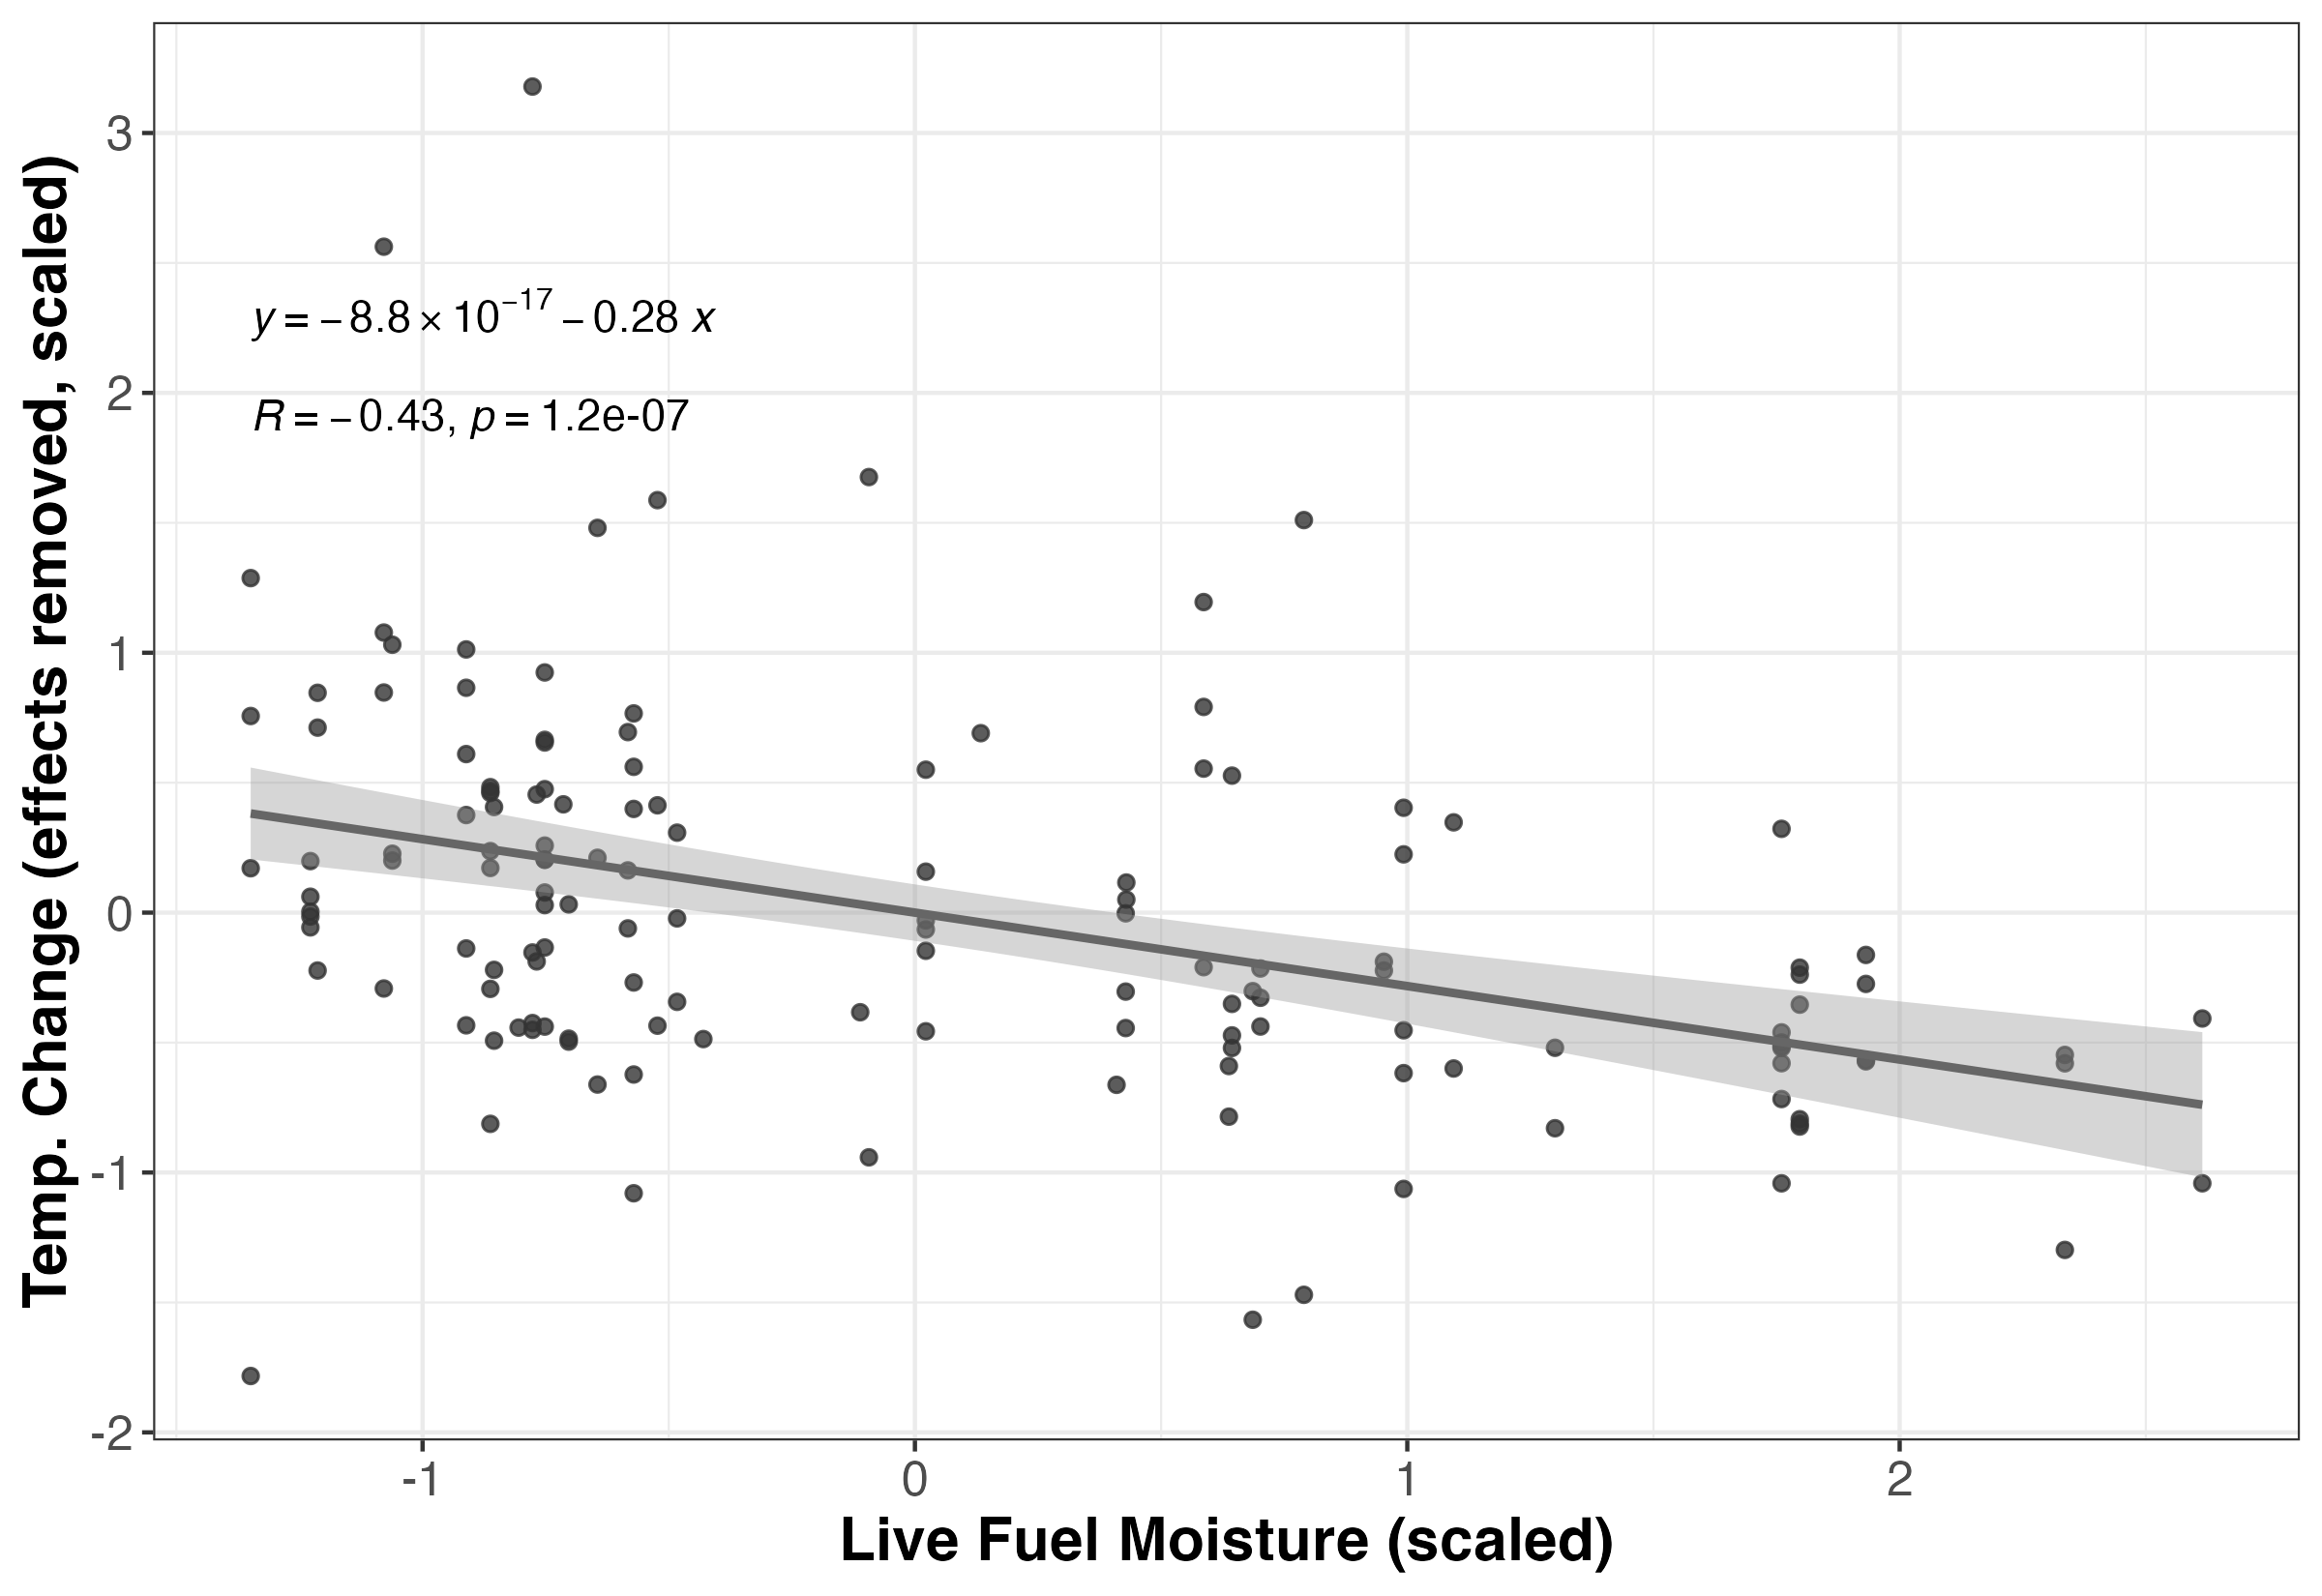 Temp. Change (effects removed, scaled)
3
2
1
0
-1
-2
y = −8.8 × 10⁻¹⁷ − 0.28 x
R = −0.43, p = 1.2e-07
-1
0
1
2
Live Fuel Moisture (scaled)